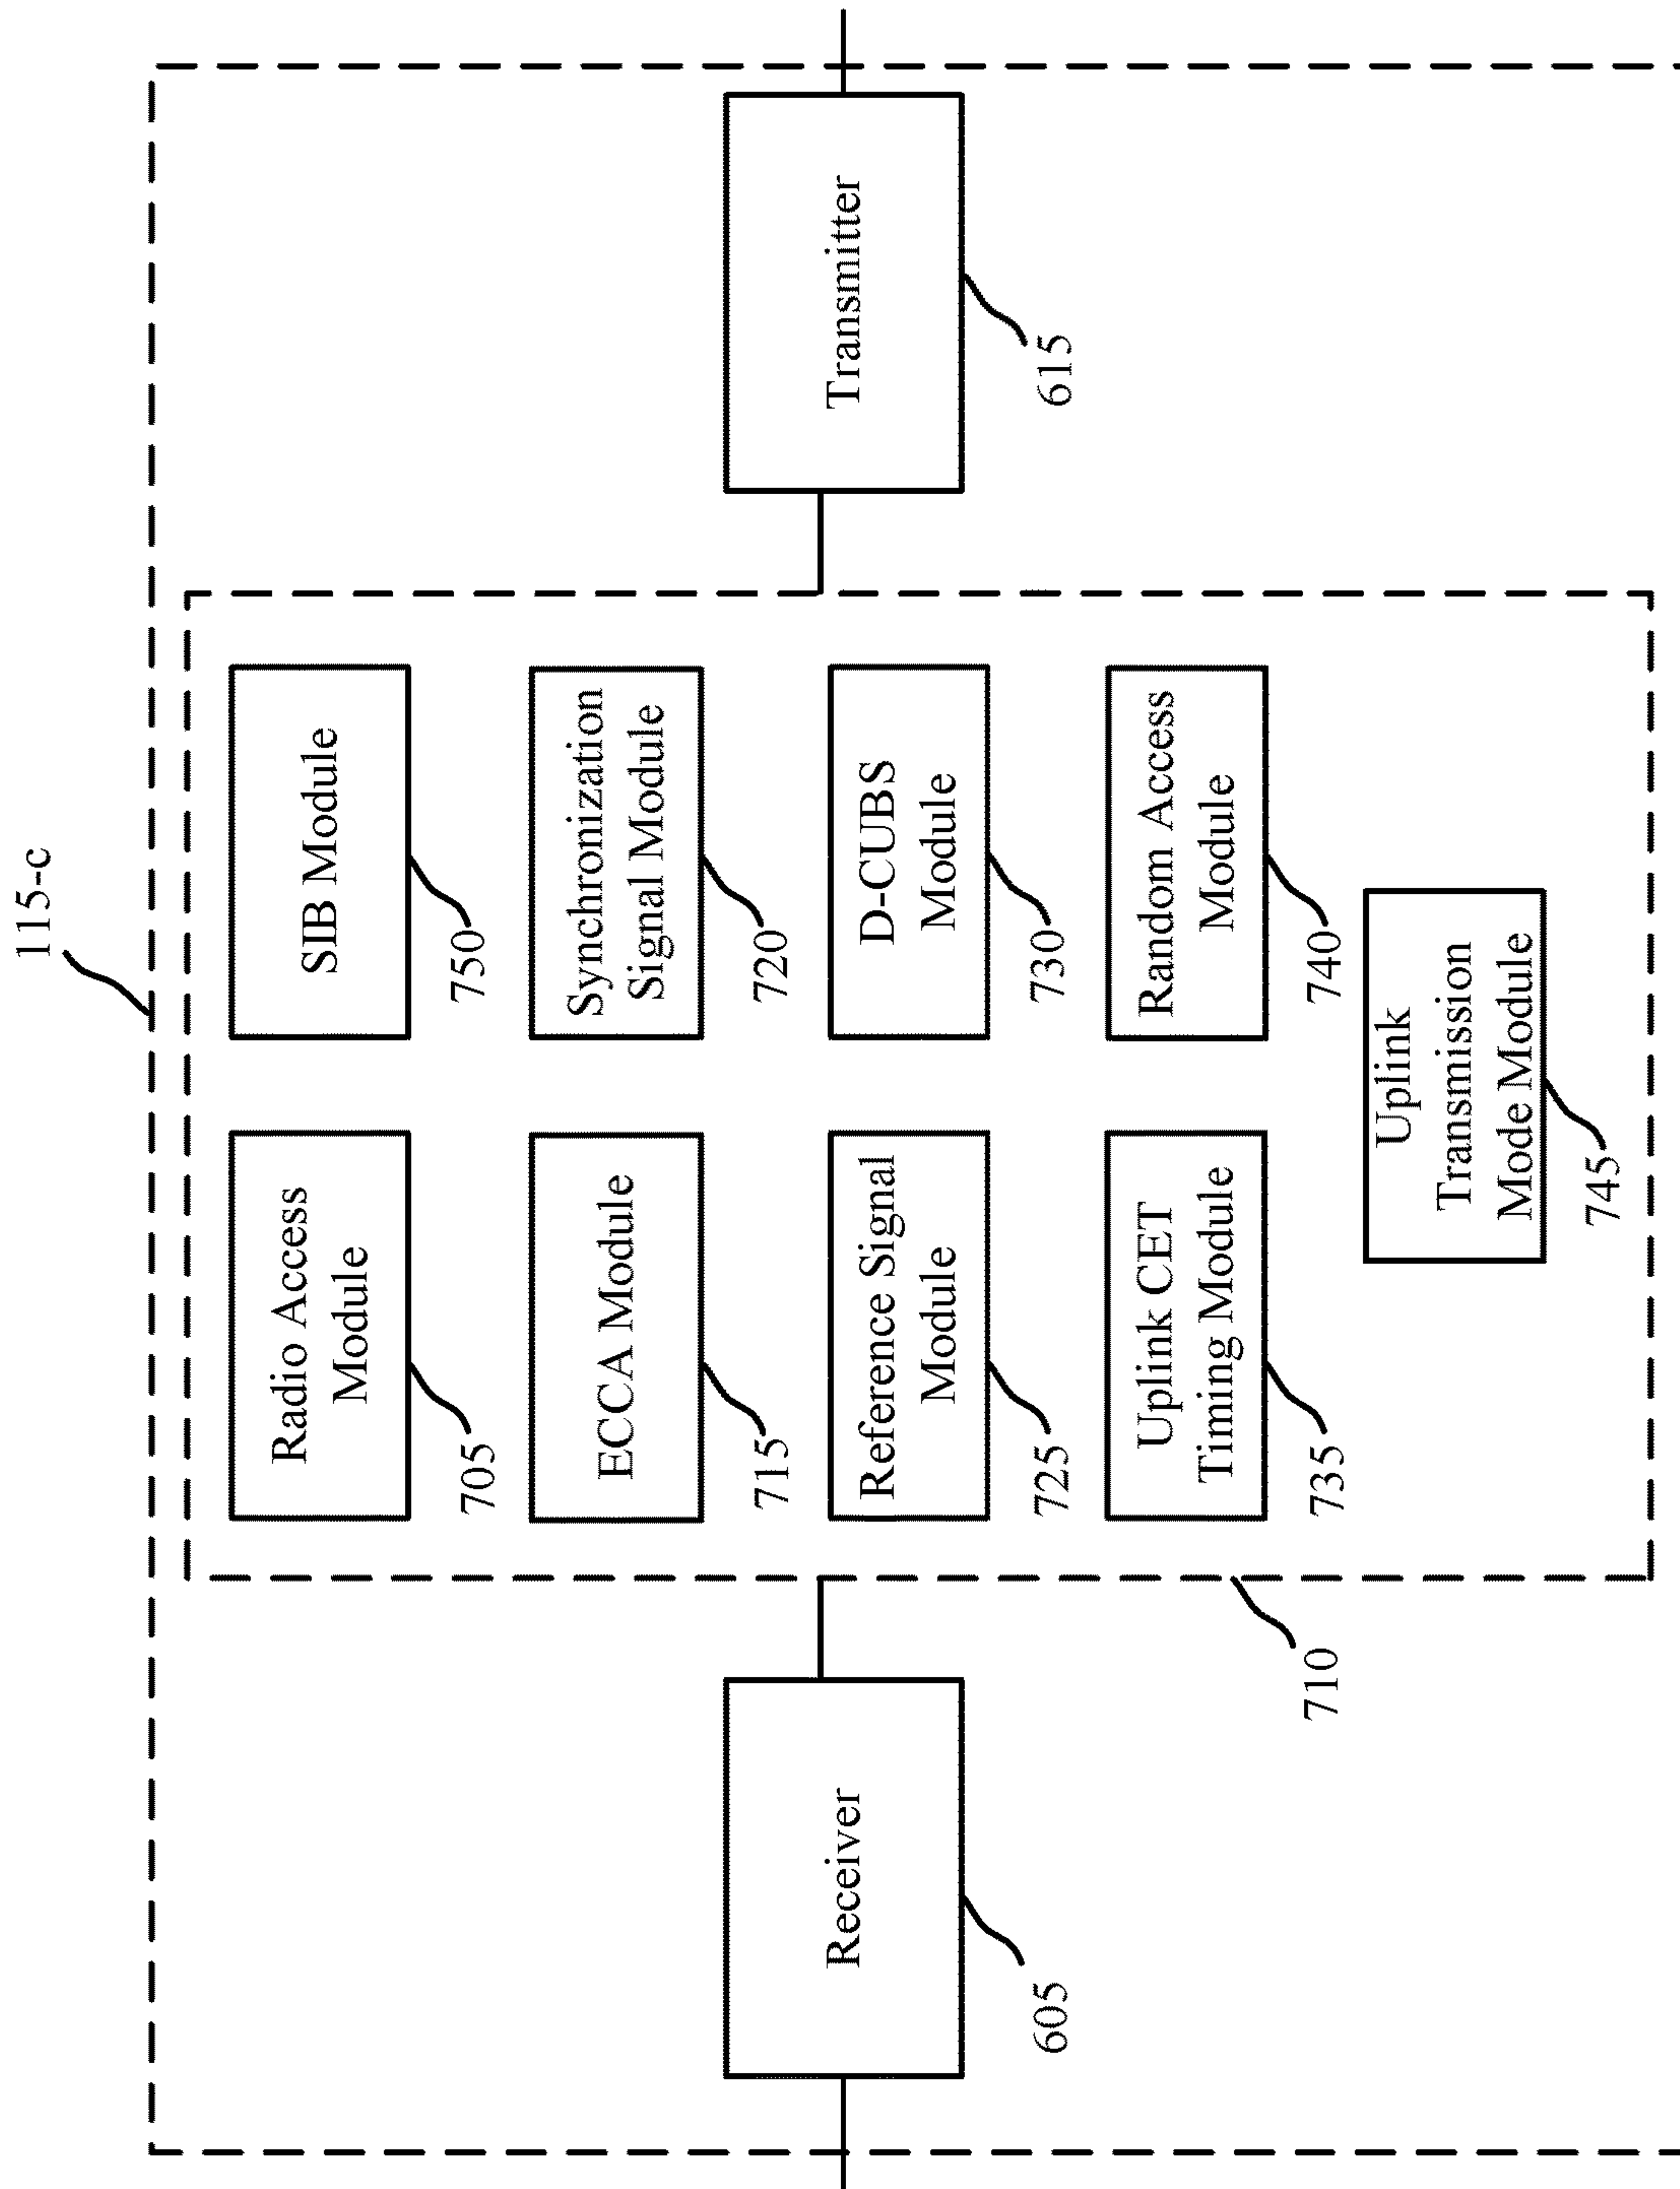 115-c
Receiver
605
Radio Access
Module
705
SIB Module
750
ECCA Module
715
Synchronization
Signal Module
720
Reference Signal
Module
725
D-CUBS
Module
730
Uplink CET
Timing Module
735
Random Access
Module
740
Uplink
Transmission
Mode Module
745
710
Transmitter
615